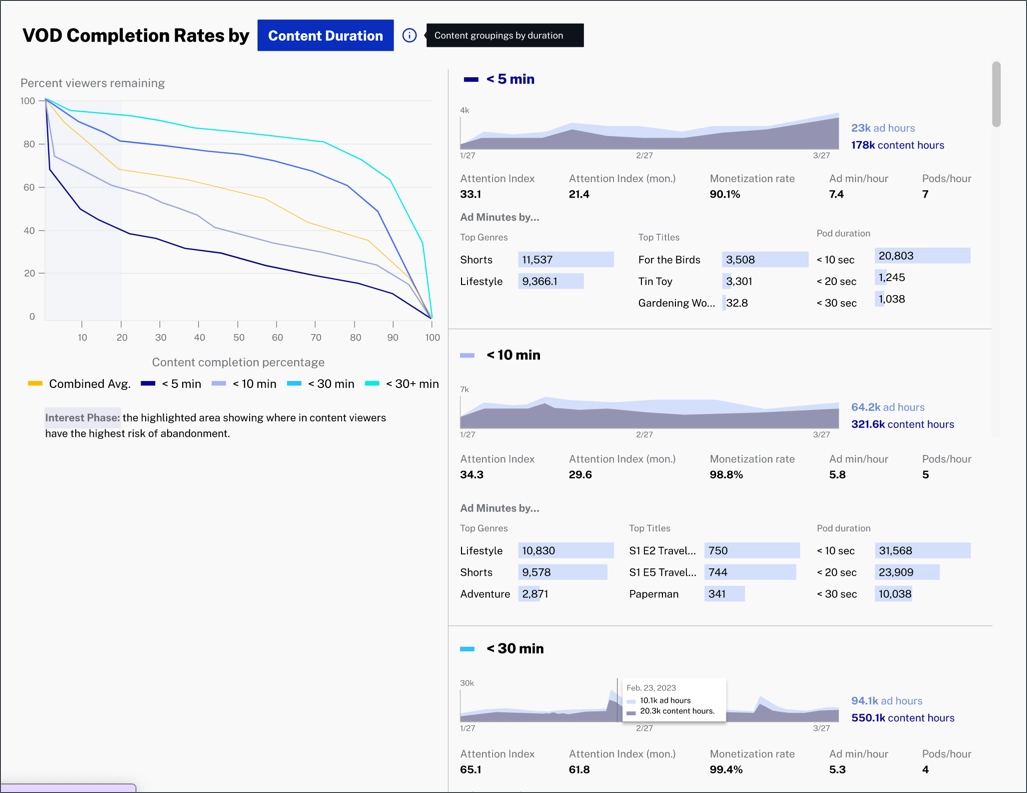 VOD Completion Rates by Content Duration Content groupings by duration
Percent viewers remaining
100
80
60
40
20
0
10 20 30 40 50 60 70 80 90 100
Content completion percentage
Combined Avg. < 5 min < 10 min < 30 min < 30+ min
Interest Phase: the highlighted area showing where in content viewers
have the highest risk of abandonment.
< 5 min
4k
23k ad hours
178k content hours
1/27 2/27 3/27
Attention Index Attention Index (mon.) Monetization rate Ad min/hour Pods/hour
33.1 21.4 90.1% 7.4 7
Ad Minutes by...
Top Genres Top Titles Pod duration
Shorts 11,537 For the Birds 3,508 < 10 sec 20,803
Lifestyle 9,366.1 Tin Toy 3,301 < 20 sec 1,245
Gardening Wo... 32.8 < 30 sec 1,038
< 10 min
7k
64.2k ad hours
321.6k content hours
1/27 2/27 3/27
Attention Index Attention Index (mon.) Monetization rate Ad min/hour Pods/hour
34.3 29.6 98.8% 5.8 5
Ad Minutes by...
Top Genres Top Titles Pod duration
Lifestyle 10,830 S1 E2 Travel... 750 < 10 sec 31,568
Shorts 9,578 S1 E5 Travel... 744 < 20 sec 23,909
Adventure 2,871 Paperman 341 < 30 sec 10,038
< 30 min
30k
Feb. 23, 2023
10.1k ad hours
20.3k content hours.
94.1k ad hours
550.1k content hours
1/27 2/27 3/27
Attention Index Attention Index (mon.) Monetization rate Ad min/hour Pods/hour
65.1 61.8 99.4% 5.3 4